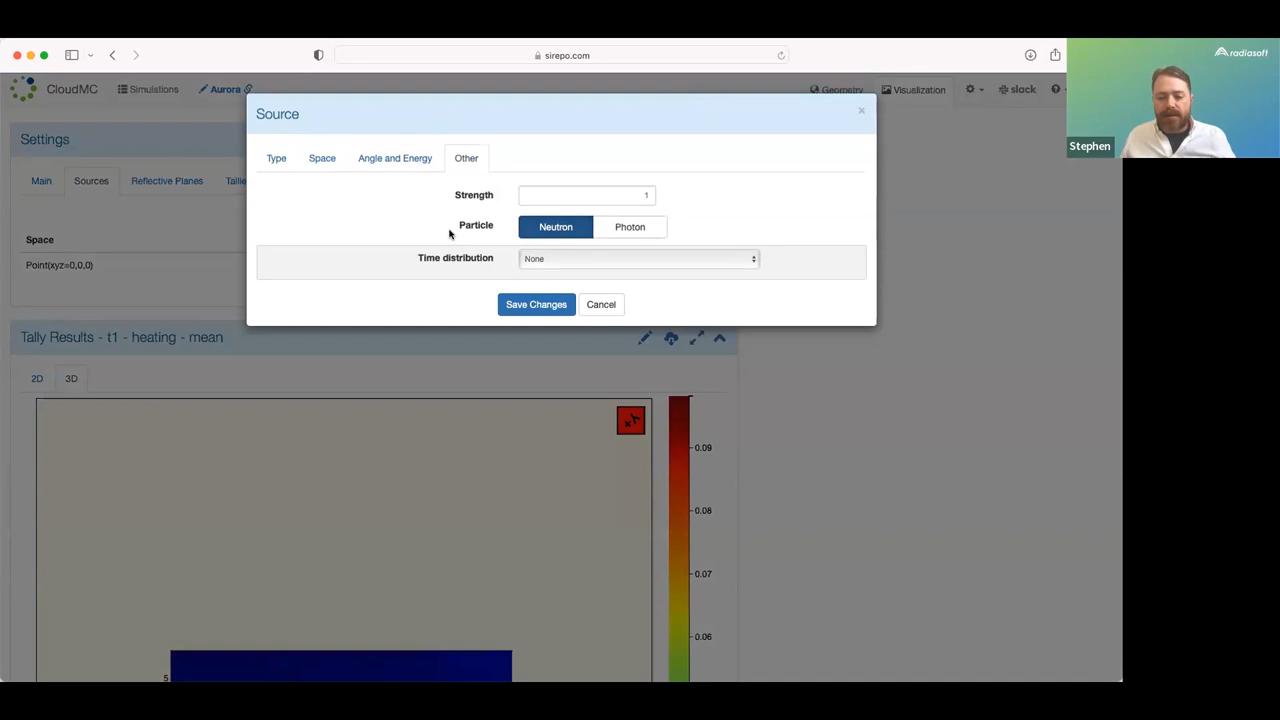 sirepo.com
radiasoft
CloudMC
Simulations
Aurora
Geometry
Visualization
slack
Source
×
Stephen
Settings
Type
Space
Angle and Energy
Other
Main
Sources
Reflective Planes
Tallie
Strength
1
Particle
Neutron
Photon
Space
Time distribution
None
Point(xyz=0,0,0)
Save Changes
Cancel
Tally Results - t1 - heating - mean
2D
3D
0.09
0.08
0.07
0.06
5